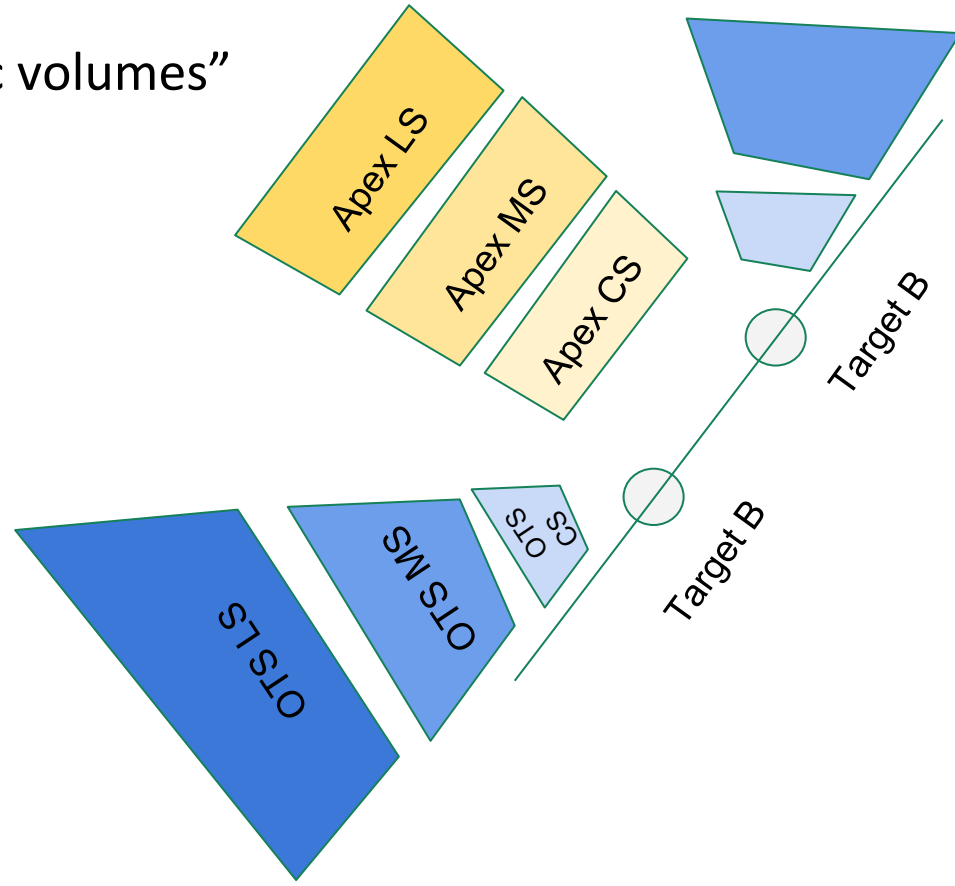 volumes”
Apex LS
Apex MS
Apex CS
Target B
Target B
OTS
CS
OTS MS
OTS LS